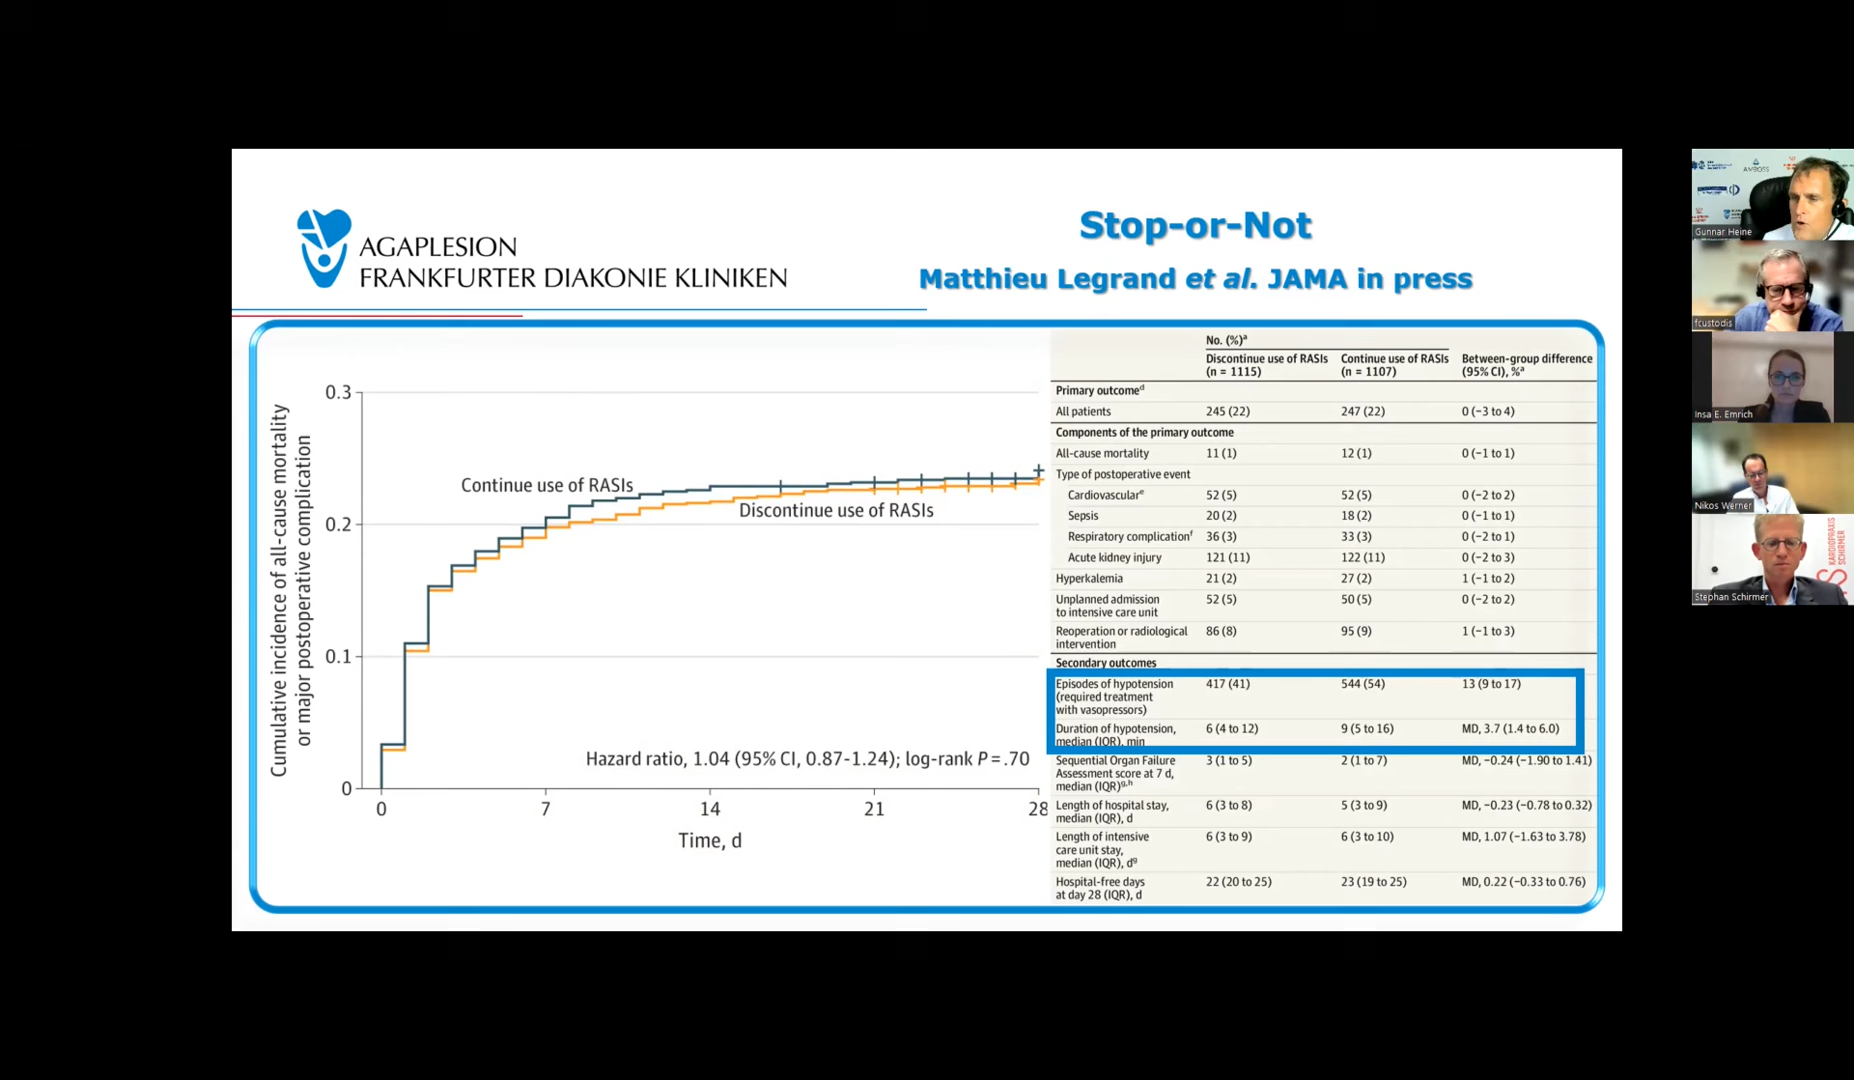 AGAPLESION
FRANKFURTER DIAKONIE KLINIKEN
Stop-or-Not
Matthieu Legrand et al. JAMA in press
Cumulative incidence of all-cause mortality
or major postoperative complication
0.3
0.2
0.1
0
Continue use of RASIs
Discontinue use of RASIs
Hazard ratio, 1.04 (95% CI, 0.87-1.24); log-rank P = .70
0 7 14 21 28
Time, d
No. (%)ᵃ
Discontinue use of RASIs Continue use of RASIs Between-group difference
(n = 1115) (n = 1107) (95% CI), %ᵃ
Primary outcomeᵈ
All patients 245 (22) 247 (22) 0 (−3 to 4)
Components of the primary outcome
All-cause mortality 11 (1) 12 (1) 0 (−1 to 1)
Type of postoperative event
Cardiovascularᵉ 52 (5) 52 (5) 0 (−2 to 2)
Sepsis 20 (2) 18 (2) 0 (−1 to 1)
Respiratory complicationᶠ 36 (3) 33 (3) 0 (−2 to 1)
Acute kidney injury 121 (11) 122 (11) 0 (−2 to 3)
Hyperkalemia 21 (2) 27 (2) 1 (−1 to 2)
Unplanned admission 52 (5) 50 (5) 0 (−2 to 2)
to intensive care unit
Reoperation or radiological 86 (8) 95 (9) 1 (−1 to 3)
intervention
Secondary outcomes
Episodes of hypotension 417 (41) 544 (54) 13 (9 to 17)
(required treatment
with vasopressors)
Duration of hypotension, 6 (4 to 12) 9 (5 to 16) MD, 3.7 (1.4 to 6.0)
median (IQR), min
Sequential Organ Failure 3 (1 to 5) 2 (1 to 7) MD, −0.24 (−1.90 to 1.41)
Assessment score at 7 d,
median (IQR)ᵍ,ʰ
Length of hospital stay, 6 (3 to 8) 5 (3 to 9) MD, −0.23 (−0.78 to 0.32)
median (IQR), d
Length of intensive 6 (3 to 9) 6 (3 to 10) MD, 1.07 (−1.63 to 3.78)
care unit stay,
median (IQR), dᵍ
Hospital-free days 22 (20 to 25) 23 (19 to 25) MD, 0.22 (−0.33 to 0.76)
at day 28 (IQR), d
AMBOSS
Gunnar Heine
fcustodis
Insa E. Emrich
Nikos Werner
KARDIOPRAXIS
SCHIRMER
Stephan Schirmer